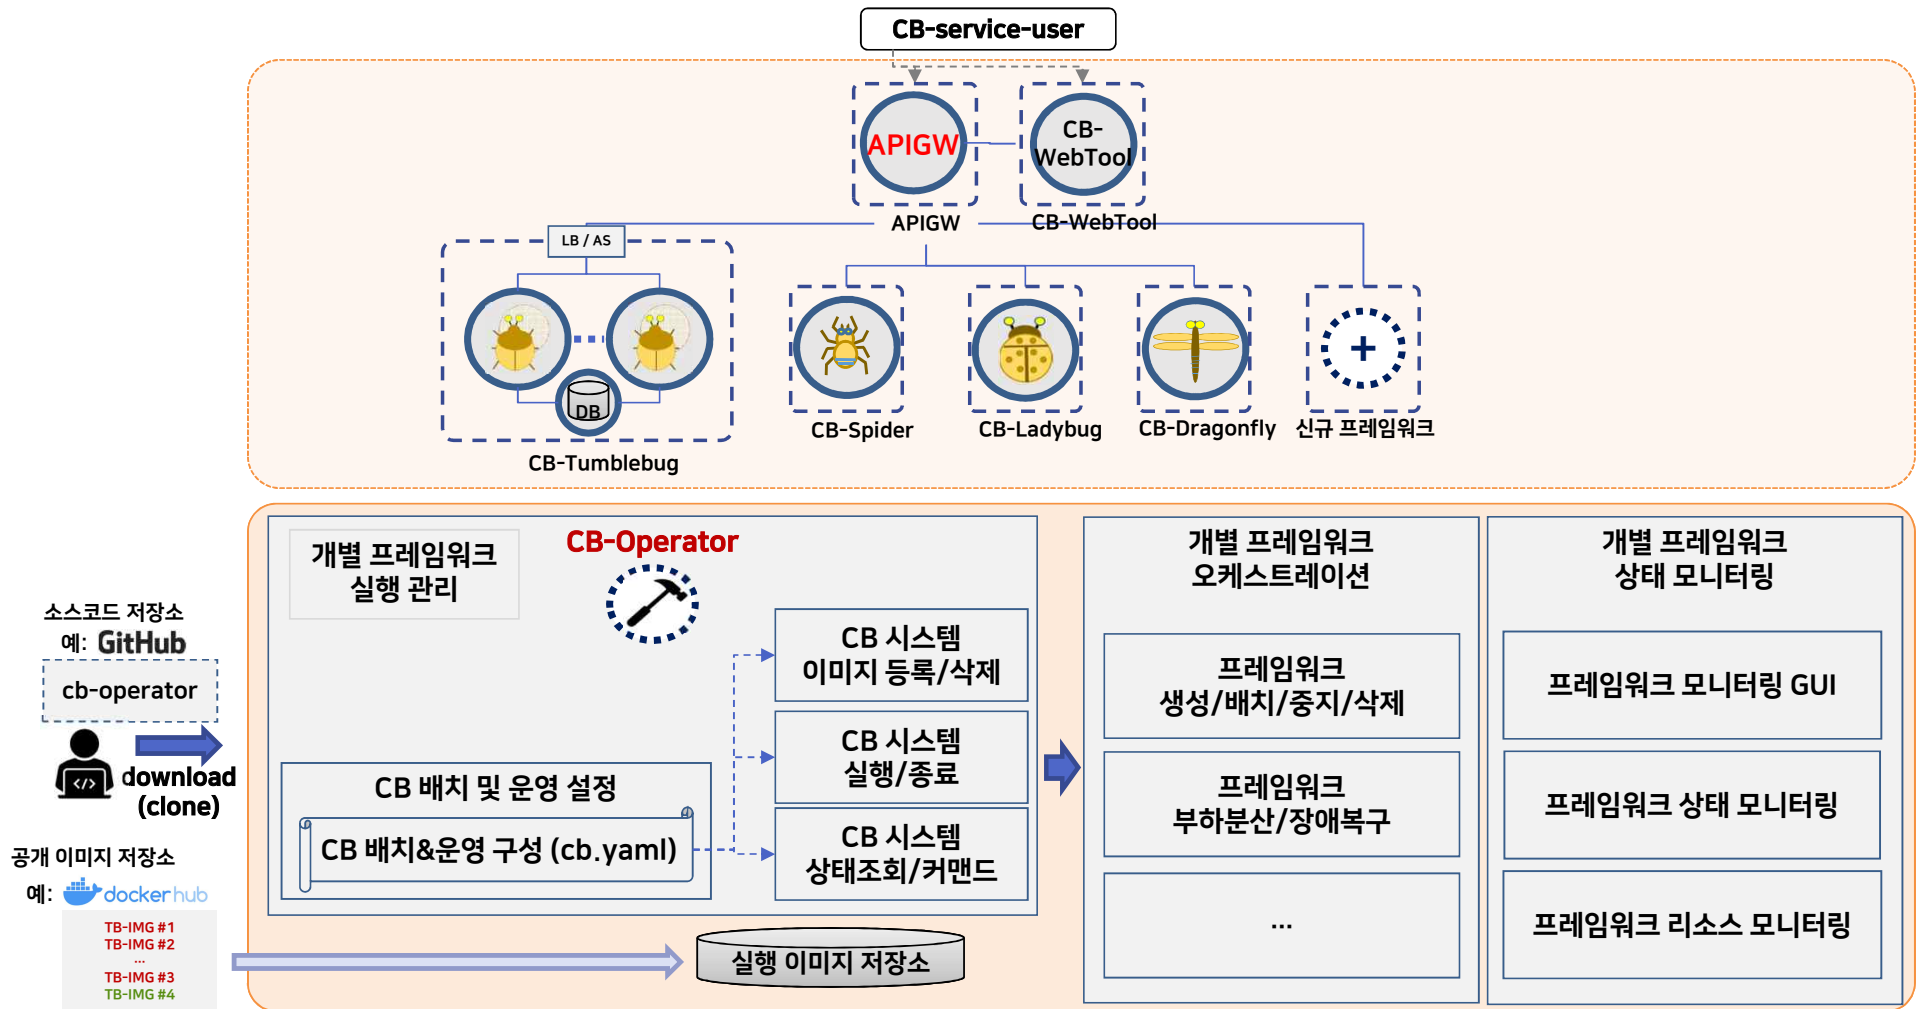 CB-service-user
APIGW
CB-
WebTool
APIGW
CB-WebTool
LB / AS
DB
CB-Tumblebug
CB-Spider
CB-Ladybug
CB-Dragonfly
+
신규 프레임워크
개별 프레임워크
실행 관리
CB-Operator
CB 시스템
이미지 등록/삭제
CB 시스템
실행/종료
CB 시스템
상태조회/커맨드
CB 배치 및 운영 설정
CB 배치&운영 구성 (cb.yaml)
개별 프레임워크
오케스트레이션
프레임워크
생성/배치/중지/삭제
프레임워크
부하분산/장애복구
...
개별 프레임워크
상태 모니터링
프레임워크 모니터링 GUI
프레임워크 상태 모니터링
프레임워크 리소스 모니터링
소스코드 저장소
예: GitHub
cb-operator
</>
download
(clone)
공개 이미지 저장소
예: dockerhub
TB-IMG #1
TB-IMG #2
...
TB-IMG #3
TB-IMG #4
실행 이미지 저장소